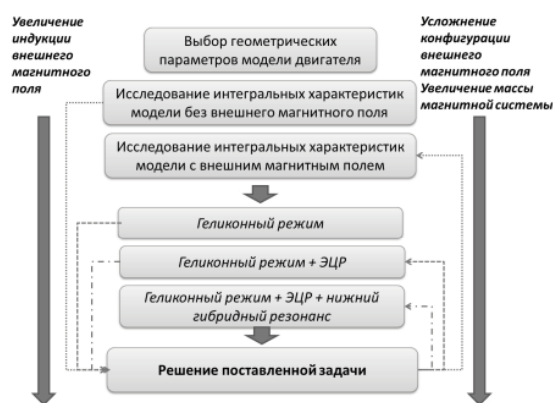 Увеличение
индукции
внешнего
магнитного
поля
Выбор геометрических
параметров модели двигателя
Усложнение
конфигурации
внешнего
магнитного поля
Увеличение массы
магнитной системы
Исследование интегральных характеристик
модели без внешнего магнитного поля
Исследование интегральных характеристик
модели с внешним магнитным полем
Геликонный режим
Геликонный режим + ЭЦР
Геликонный режим + ЭЦР + нижний
гибридный резонанс
Решение поставленной задачи